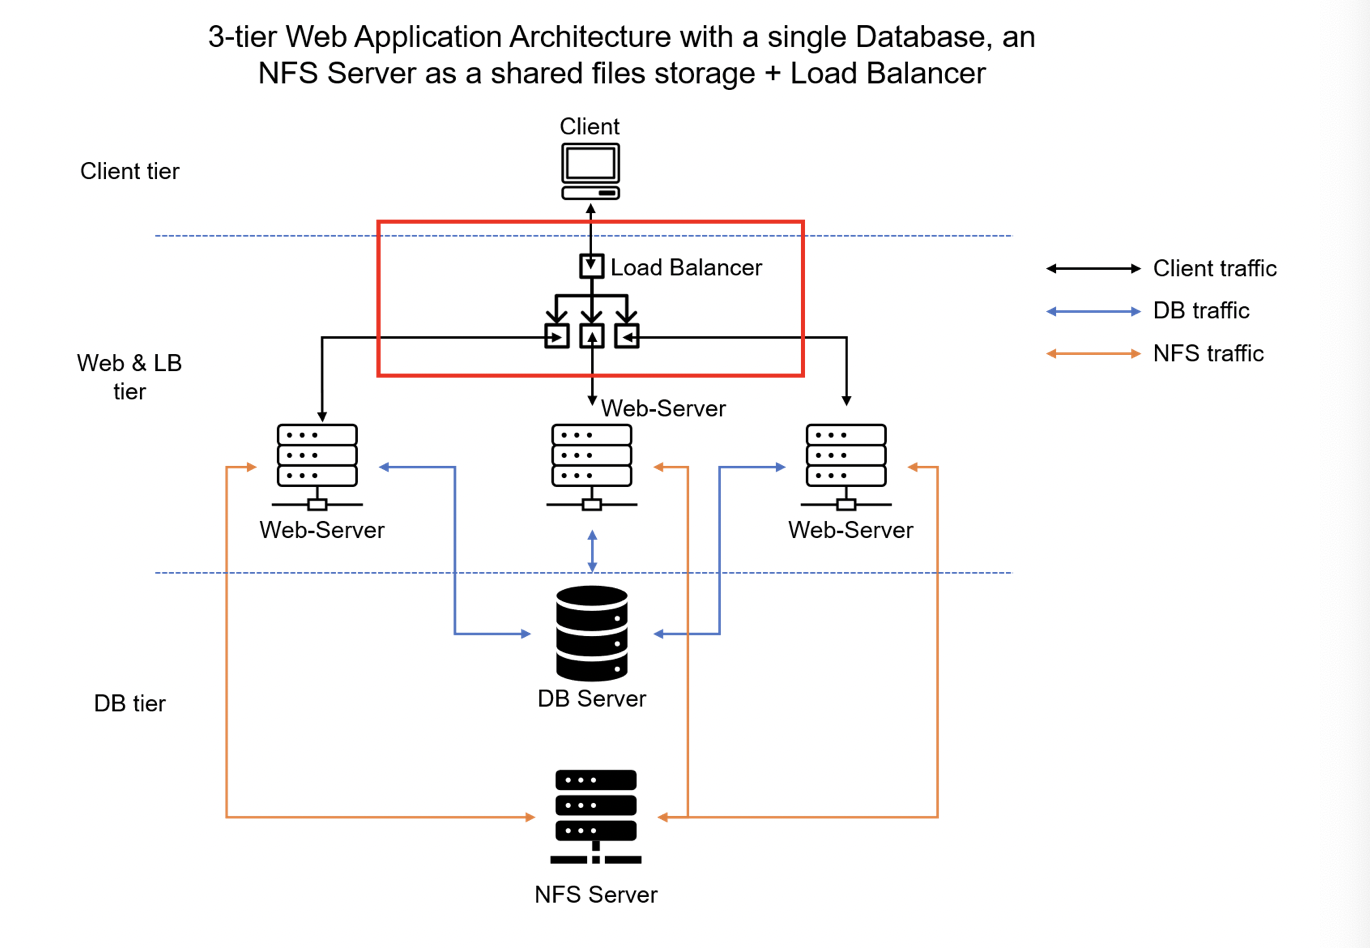 3-tier Web Application Architecture with a single Database, an
NFS Server as a shared files storage + Load Balancer
Client
Client tier
Load Balancer
Client traffic
DB traffic
NFS traffic
Web & LB
tier
Web-Server
Web-Server
Web-Server
DB Server
DB tier
NFS Server